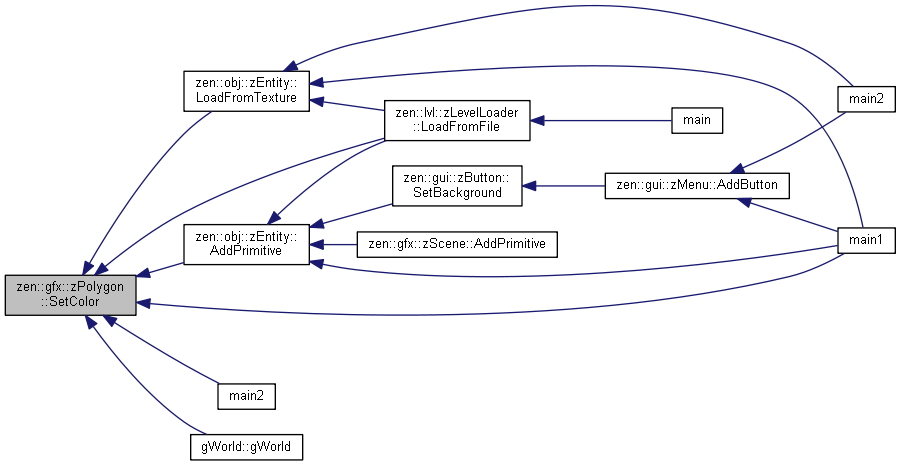 zen::obj::zEntity::
LoadFromTexture
main2
zen::lvl::zLevelLoader
::LoadFromFile
main
zen::gui::zButton::
SetBackground
zen::gui::zMenu::AddButton
zen::obj::zEntity::
AddPrimitive
zen::gfx::zScene::AddPrimitive
main1
zen::gfx::zPolygon
::SetColor
main2
gWorld::gWorld